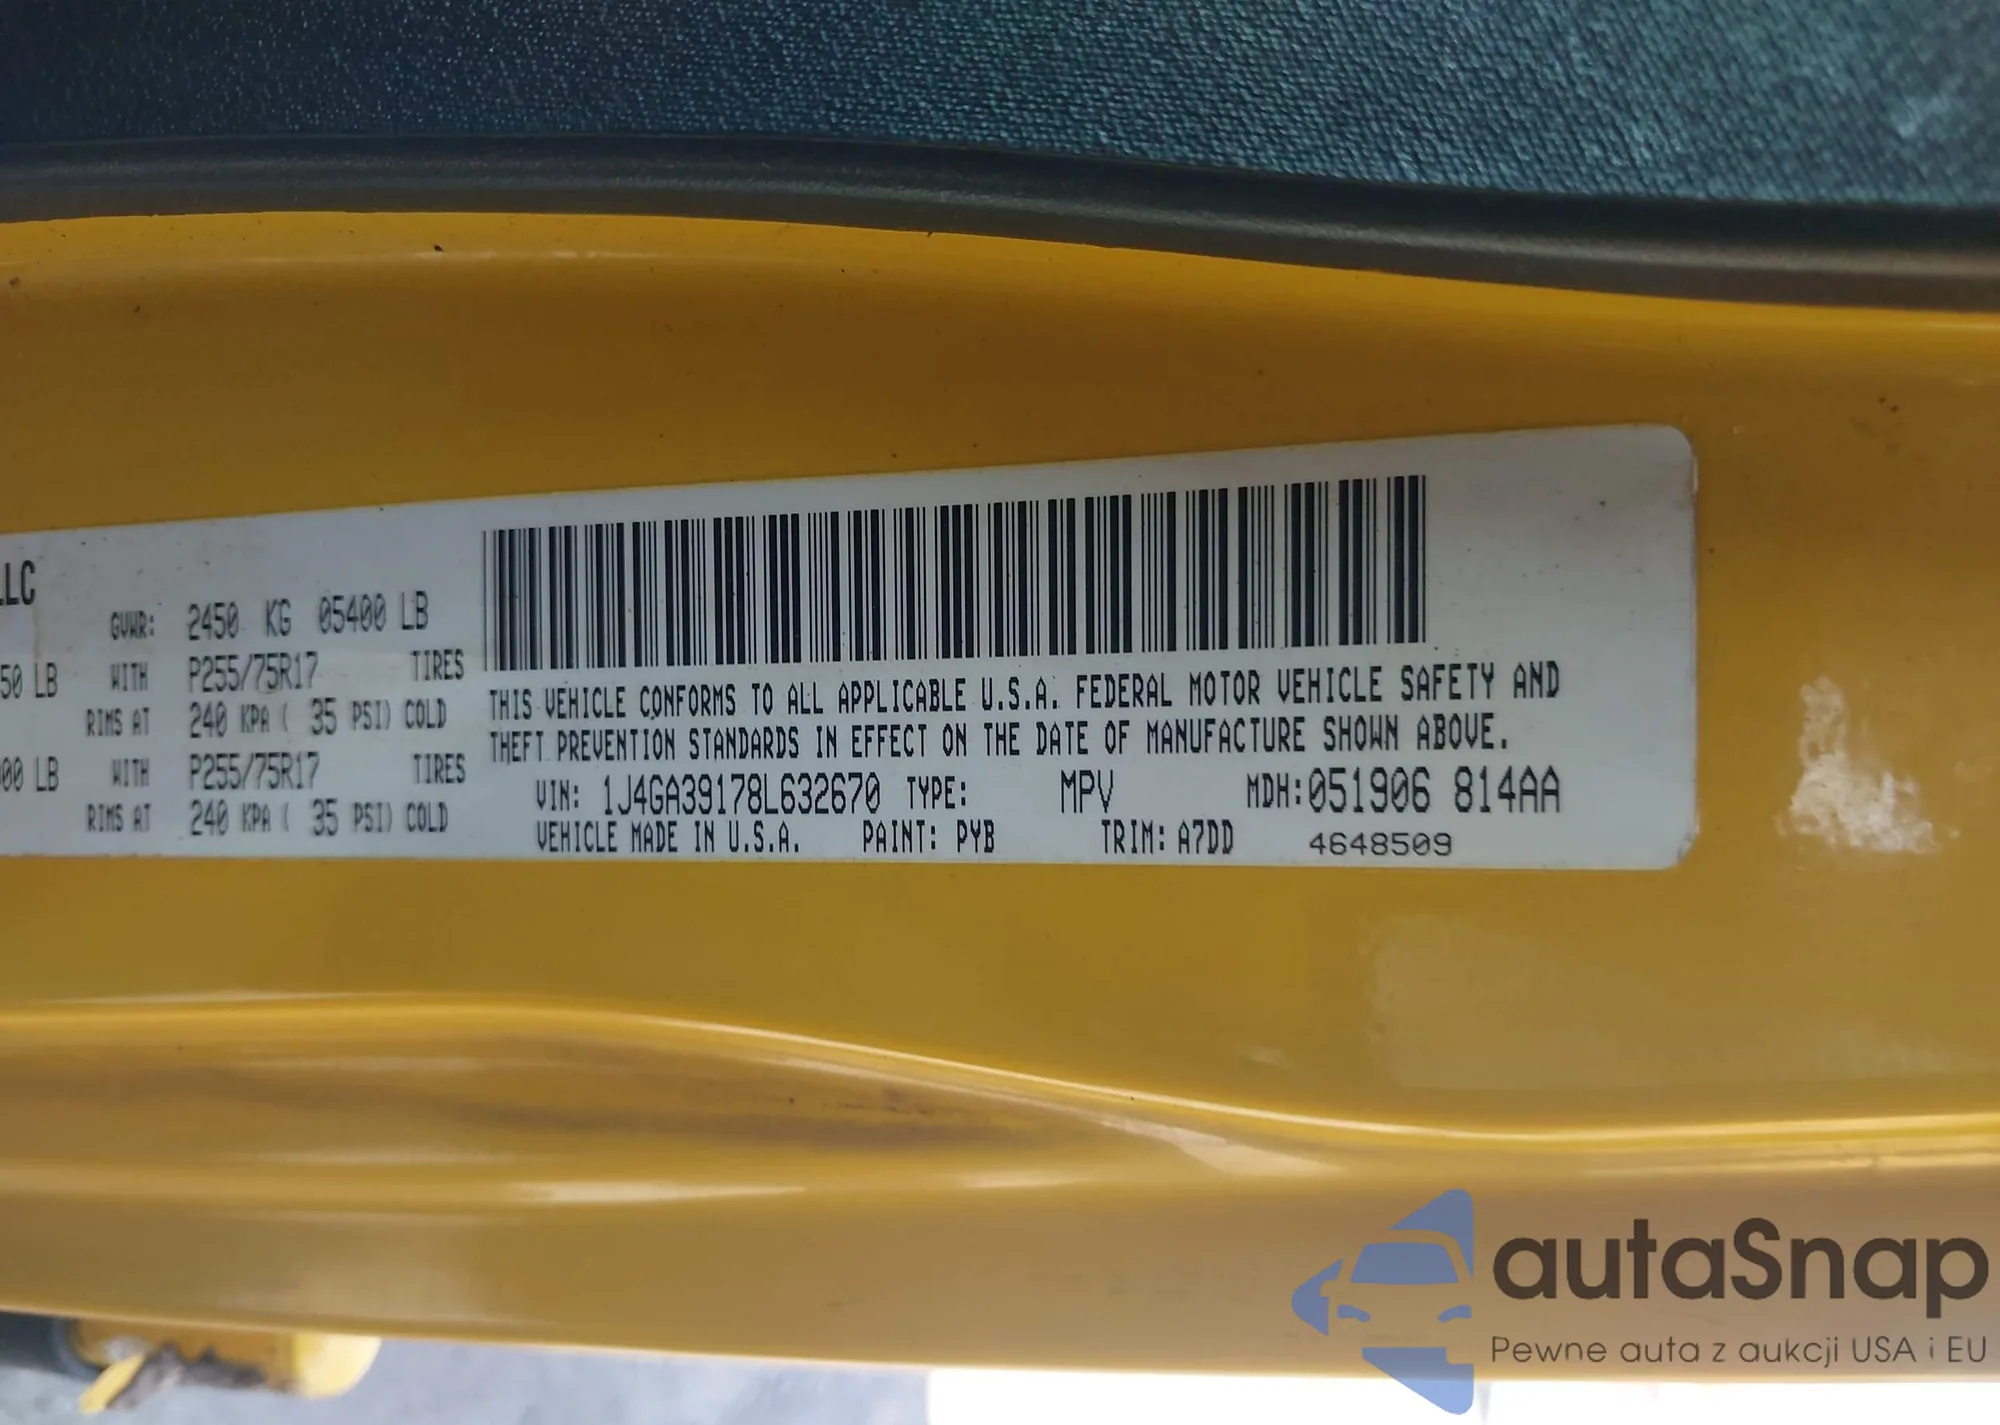 LLC
GVWR: 2450 KG 05400 LB
50 LB WITH P255/75R17 TIRES
RIMS AT 240 KPA ( 35 PSI) COLD
00 LB WITH P255/75R17 TIRES
RIMS AT 240 KPA ( 35 PSI) COLD
THIS VEHICLE CONFORMS TO ALL APPLICABLE U.S.A. FEDERAL MOTOR VEHICLE SAFETY AND
THEFT PREVENTION STANDARDS IN EFFECT ON THE DATE OF MANUFACTURE SHOWN ABOVE.
VIN: 1J4GA39178L632670 TYPE: MPV MDH:051906 814AA
VEHICLE MADE IN U.S.A. PAINT: PYB TRIM: A7DD 4648509
autaSnap
Pewne auta z aukcji USA i EU